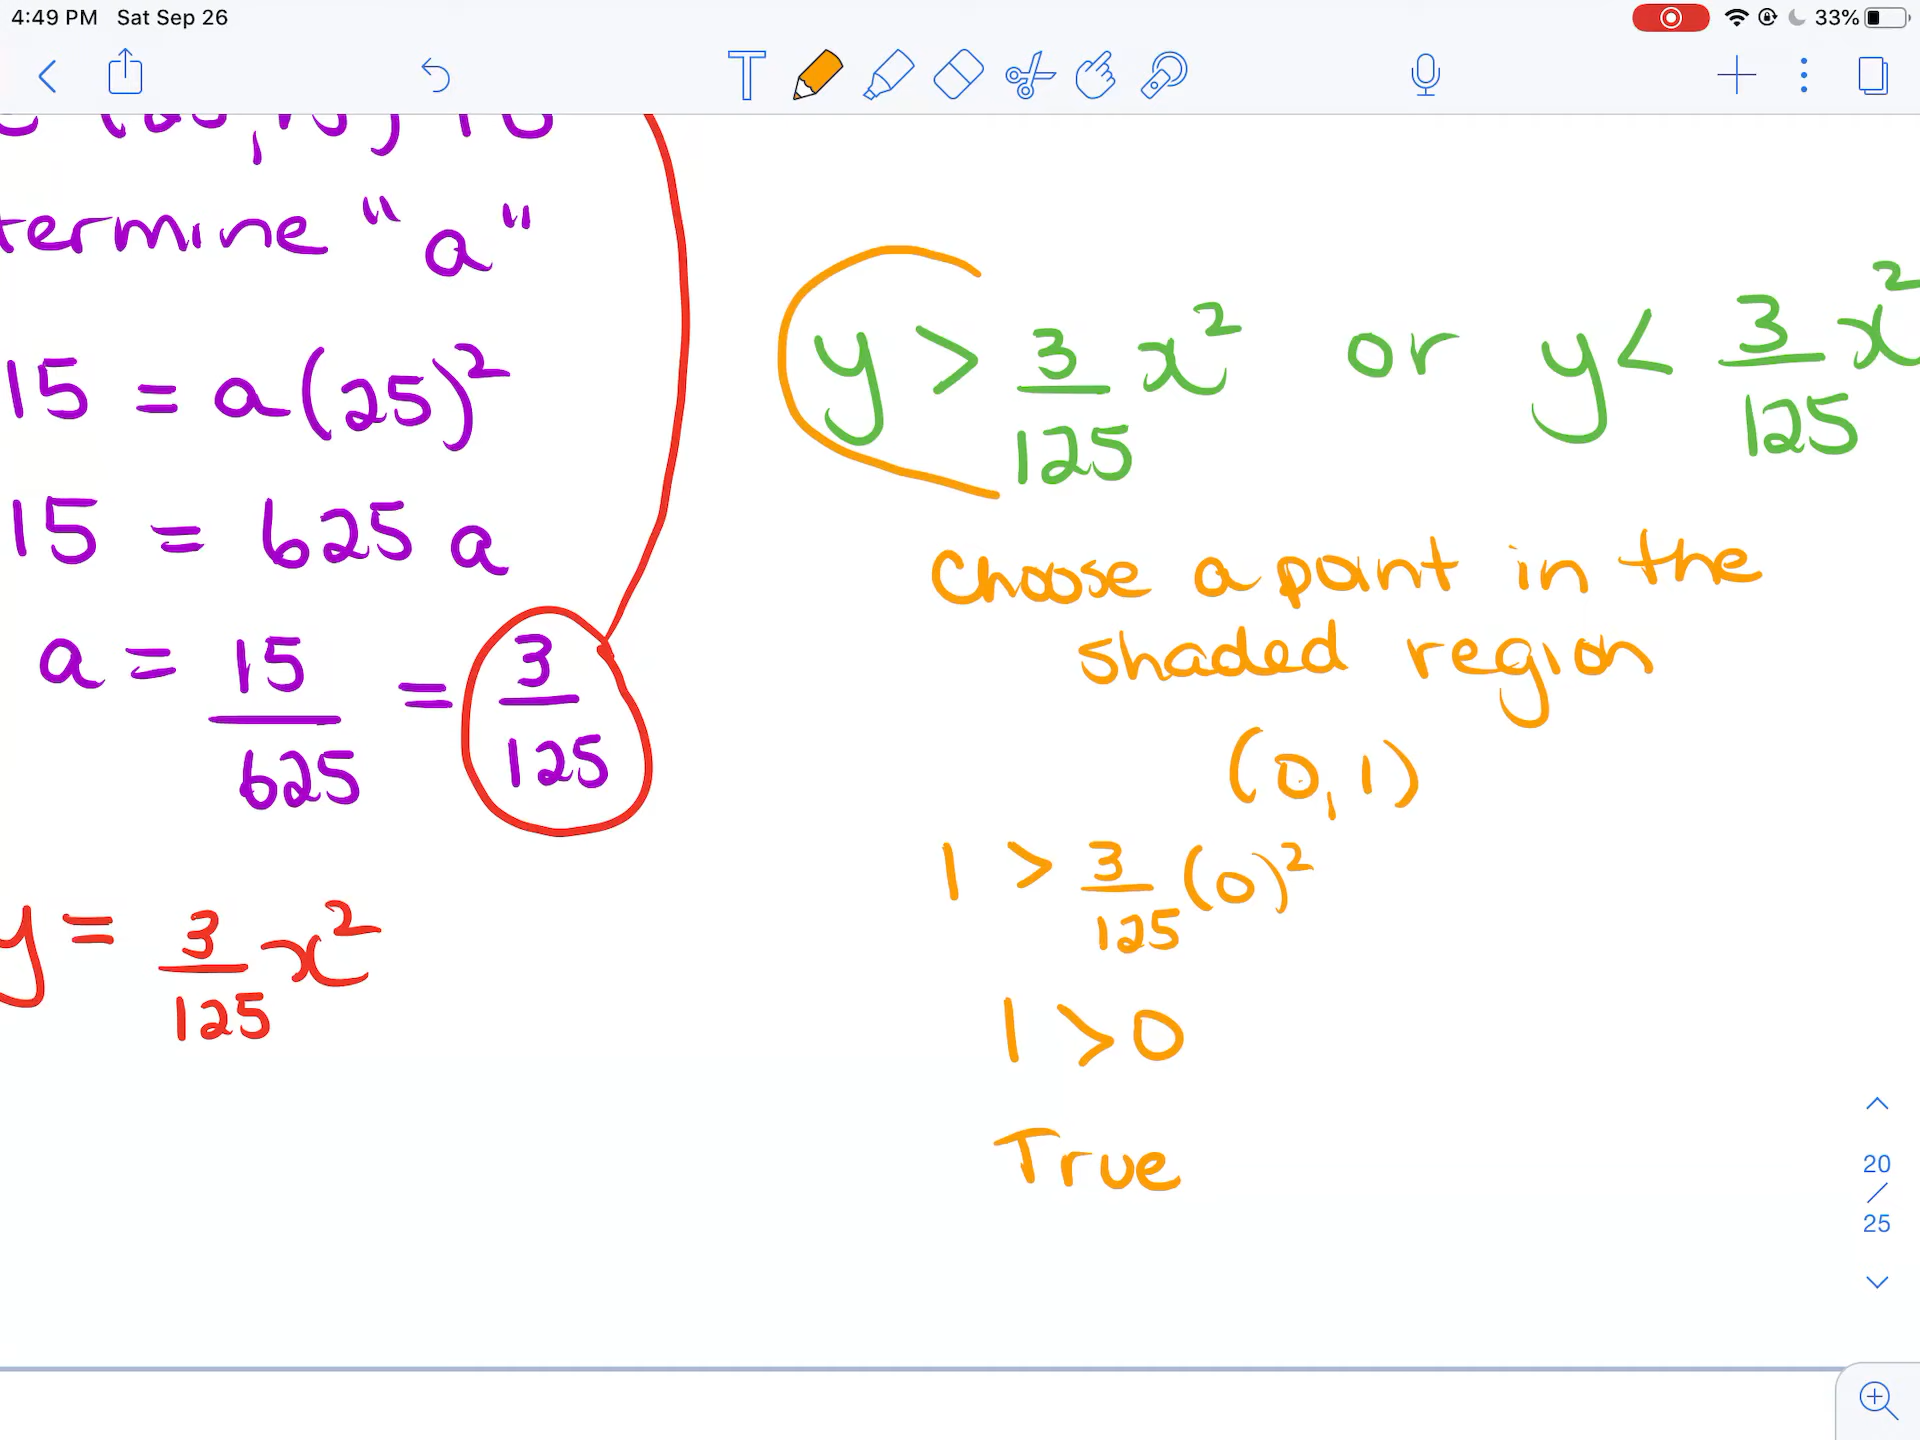 4:49 PM Sat Sep 26
33%
termine "a"
15 = a(25)²
15 = 625 a
a = 15/625 = 3/125
y = 3/125 x²
y > 3/125 x² or y < 3/125 x²
Choose a point in the
shaded region
(0,1)
1 > 3/125 (0)²
1 > 0
True
20
/
25